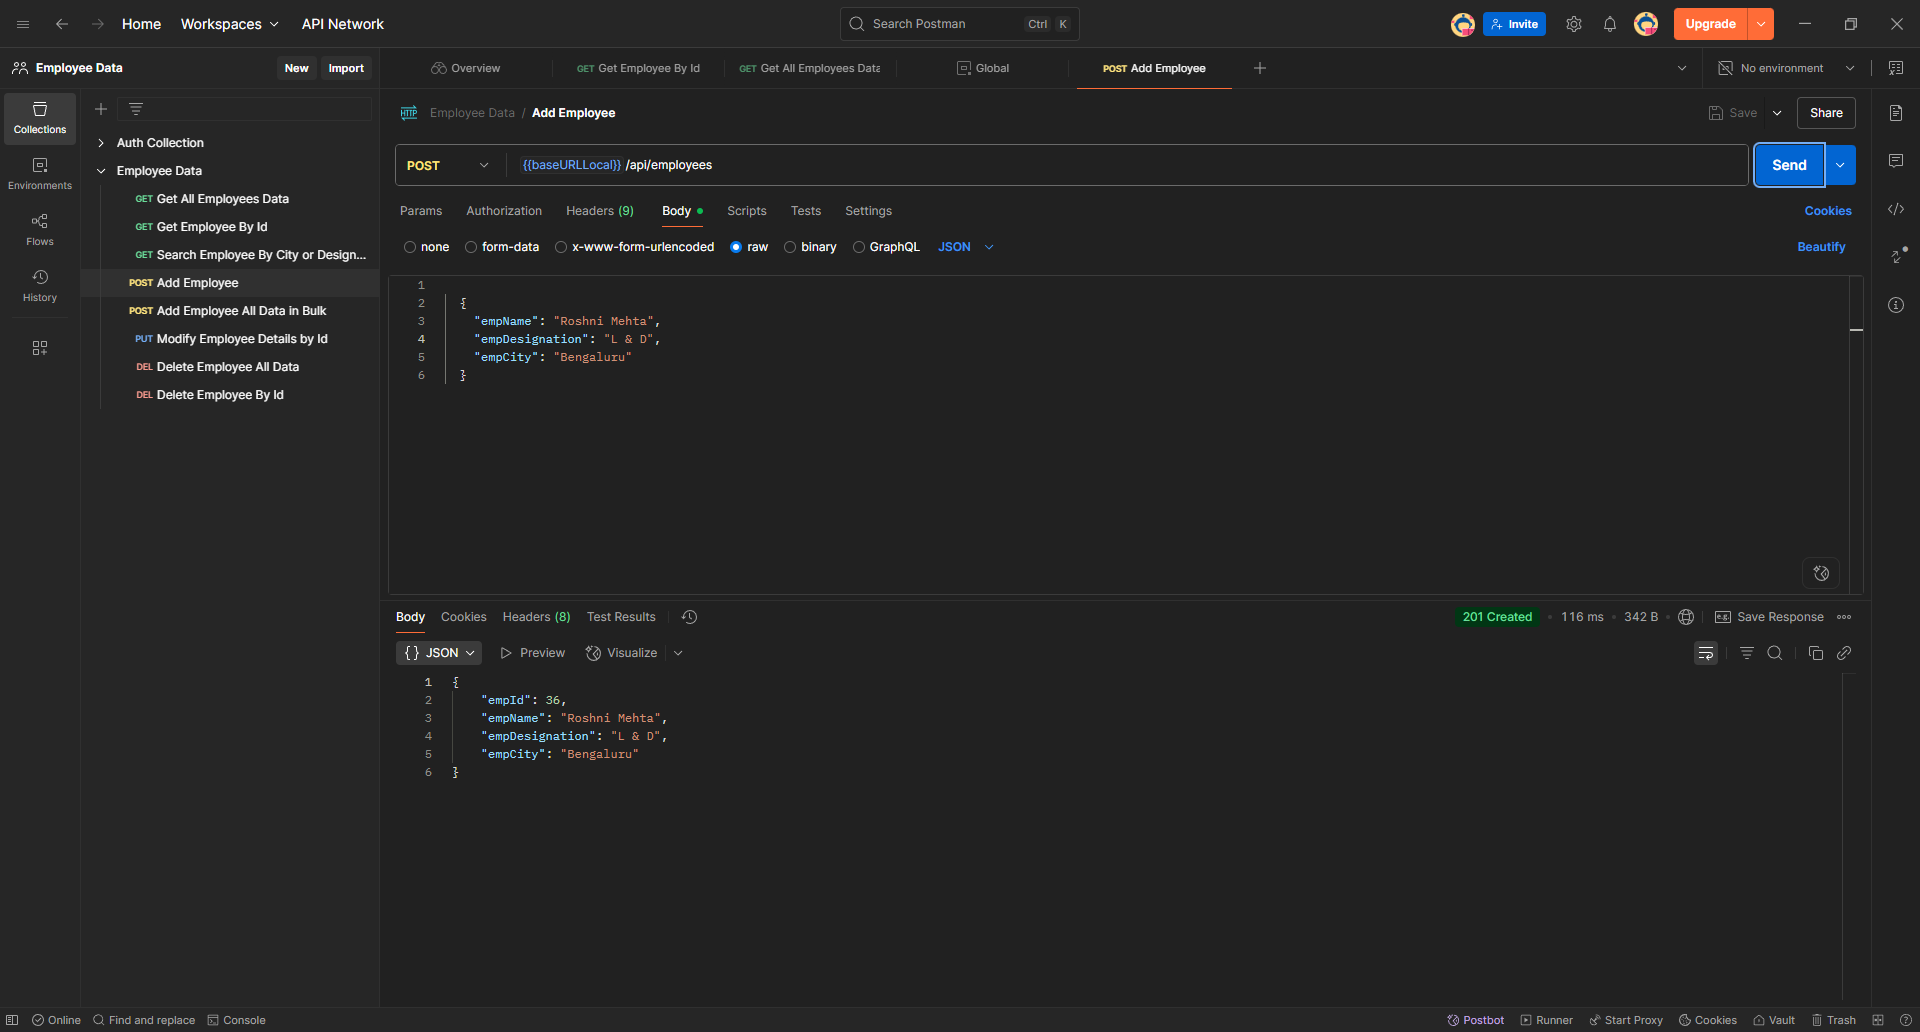 Home Workspaces API Network Search Postman Ctrl K Invite Upgrade
Employee Data New Import Overview GET Get Employee By Id GET Get All Employees Data Global POST Add Employee No environment
Collections
Environments
Flows
History
Auth Collection
Employee Data
GET Get All Employees Data
GET Get Employee By Id
GET Search Employee By City or Design...
POST Add Employee
POST Add Employee All Data in Bulk
PUT Modify Employee Details by Id
DEL Delete Employee All Data
DEL Delete Employee By Id
HTTP Employee Data / Add Employee Save Share
POST {{baseURLLocal}} /api/employees Send
Params Authorization Headers (9) Body Scripts Tests Settings Cookies
none form-data x-www-form-urlencoded raw binary GraphQL JSON Beautify
1
2 {
3 "empName": "Roshni Mehta",
4 "empDesignation": "L & D",
5 "empCity": "Bengaluru"
6 }
Body Cookies Headers (8) Test Results 201 Created 116 ms 342 B e.g. Save Response
{} JSON Preview Visualize
1 {
2 "empId": 36,
3 "empName": "Roshni Mehta",
4 "empDesignation": "L & D",
5 "empCity": "Bengaluru"
6 }
Online Find and replace Console Postbot Runner Start Proxy Cookies Vault Trash